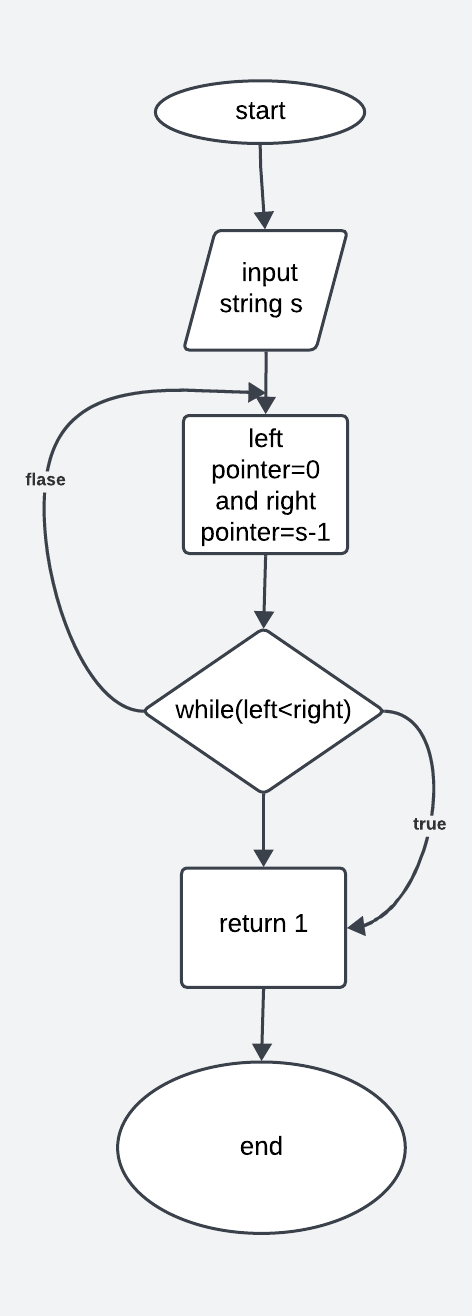 start
input
string s
left
pointer=0
and right
pointer=s-1
flase
while(left<right)
true
return 1
end